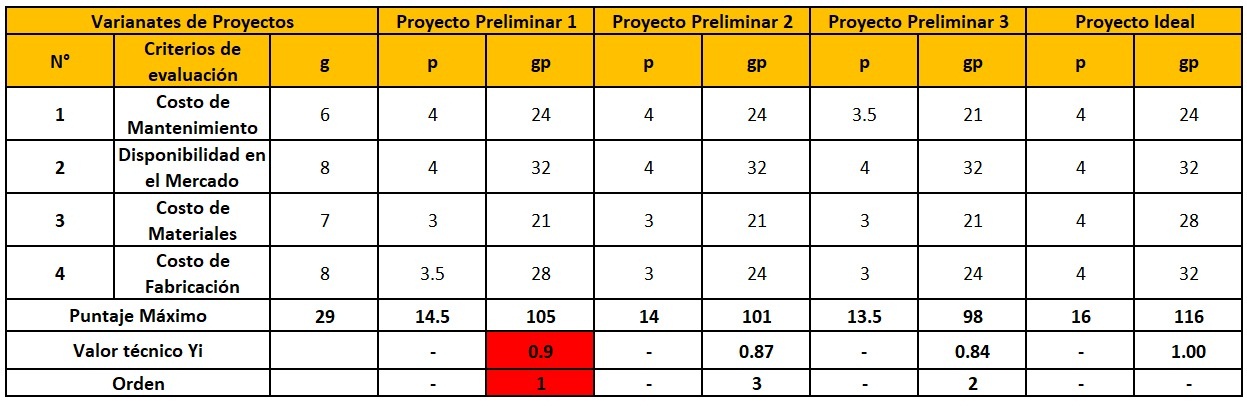 Varianates de Proyectos Proyecto Preliminar 1 Proyecto Preliminar 2 Proyecto Preliminar 3 Proyecto Ideal
N° Criterios de evaluación g p gp p gp p gp p gp
1 Costo de Mantenimiento 6 4 24 4 24 3.5 21 4 24
2 Disponibilidad en el Mercado 8 4 32 4 32 4 32 4 32
3 Costo de Materiales 7 3 21 3 21 3 21 4 28
4 Costo de Fabricación 8 3.5 28 3 24 3 24 4 32
Puntaje Máximo 29 14.5 105 14 101 13.5 98 16 116
Valor técnico Yi - 0.9 - 0.87 - 0.84 - 1.00
Orden - 1 - 3 - 2 - -